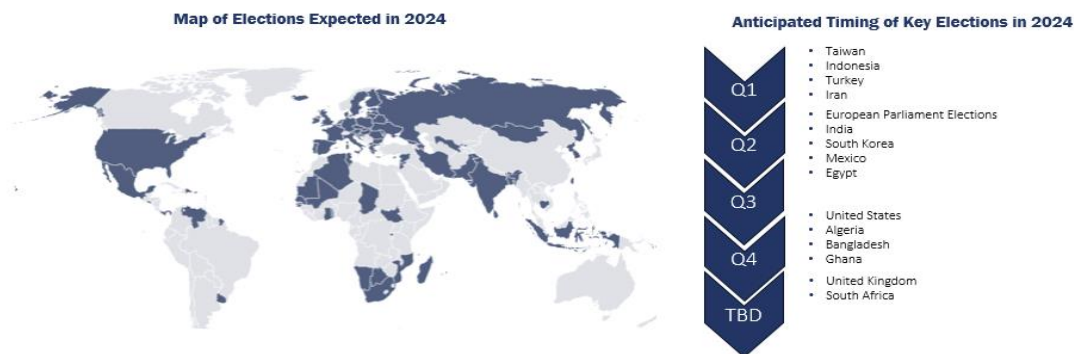 Map of Elections Expected in 2024
Anticipated Timing of Key Elections in 2024
Q1
Taiwan
Indonesia
Turkey
Iran
Q2
European Parliament Elections
India
South Korea
Mexico
Egypt
Q3
Q4
United States
Algeria
Bangladesh
Ghana
TBD
United Kingdom
South Africa